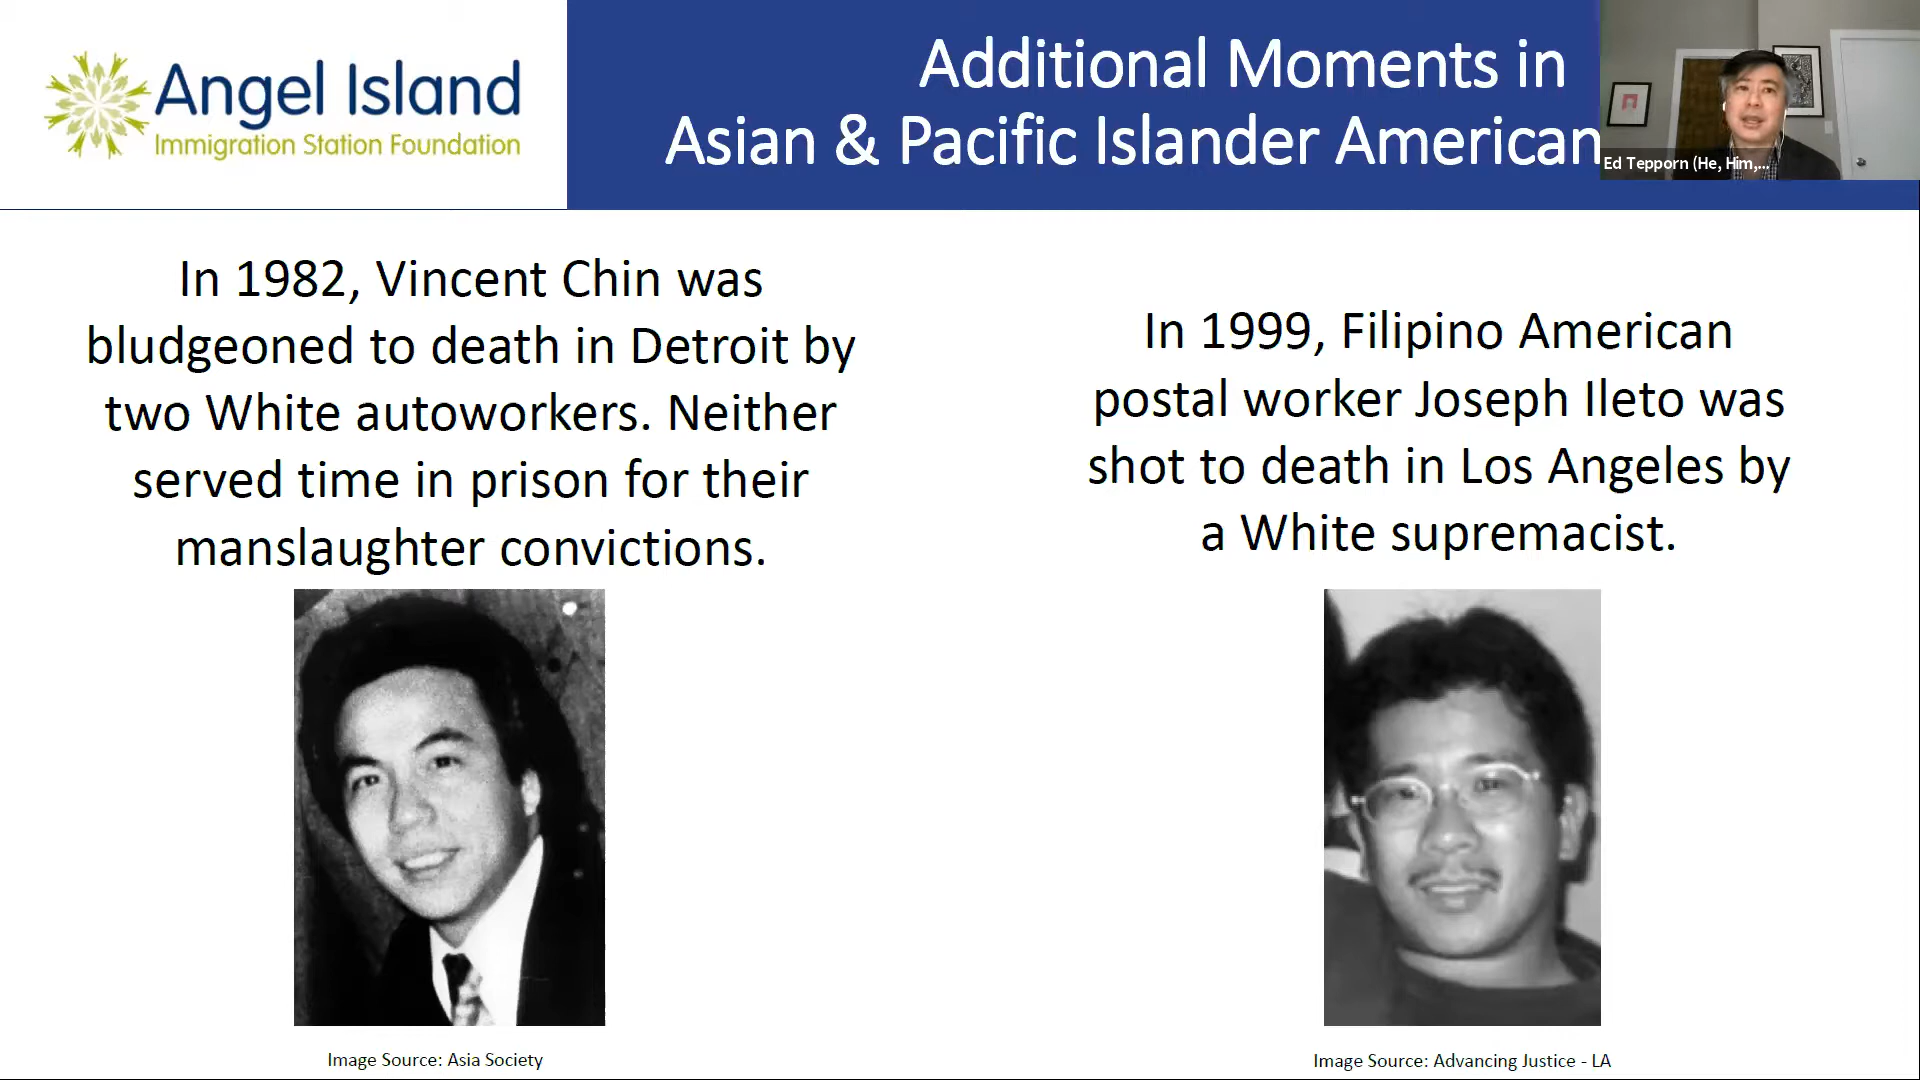 Angel Island
Immigration Station Foundation
Additional Moments in
Asian & Pacific Islander American
Ed Tepporn (He, Him,...
In 1982, Vincent Chin was
bludgeoned to death in Detroit by
two White autoworkers. Neither
served time in prison for their
manslaughter convictions.
Image Source: Asia Society
In 1999, Filipino American
postal worker Joseph Ileto was
shot to death in Los Angeles by
a White supremacist.
Image Source: Advancing Justice - LA